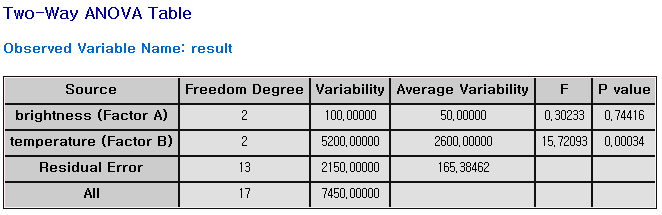 Two-Way ANOVA Table
Observed Variable Name: result
Source Freedom Degree Variability Average Variability F P value
brightness (Factor A) 2 100,00000 50,00000 0,30233 0,74416
temperature (Factor B) 2 5200,00000 2600,00000 15,72093 0,00034
Residual Error 13 2150,00000 165,38462
All 17 7450,00000